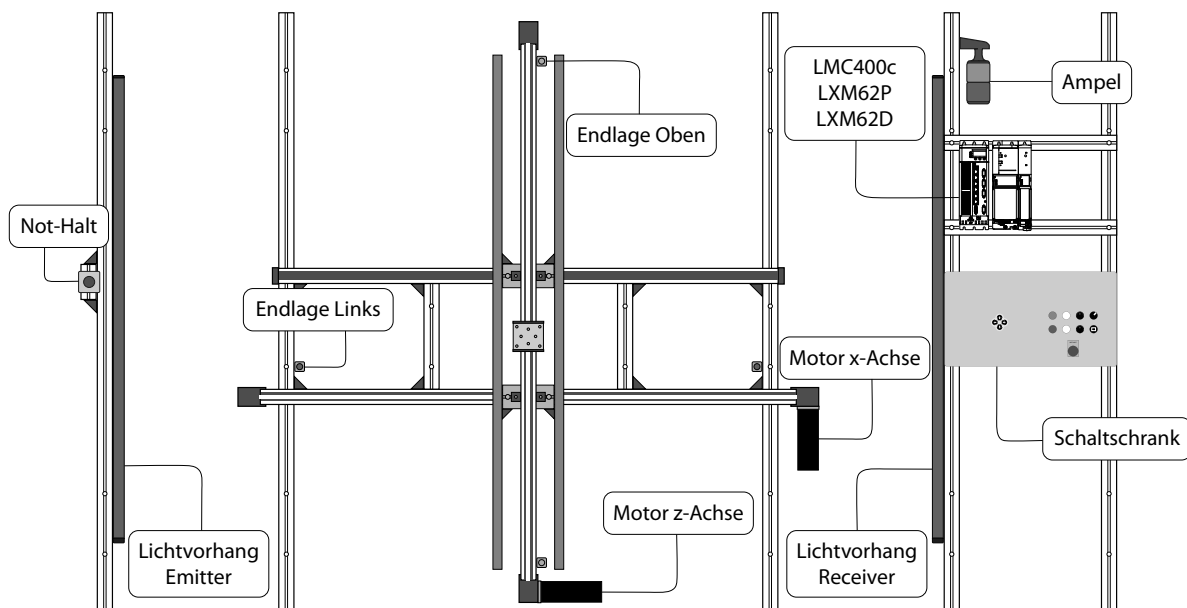 LMC400c
LXM62P
LXM62D
Ampel
Endlage Oben
Not-Halt
Endlage Links
Motor x-Achse
Schaltschrank
Motor z-Achse
Lichtvorhang
Emitter
Lichtvorhang
Receiver